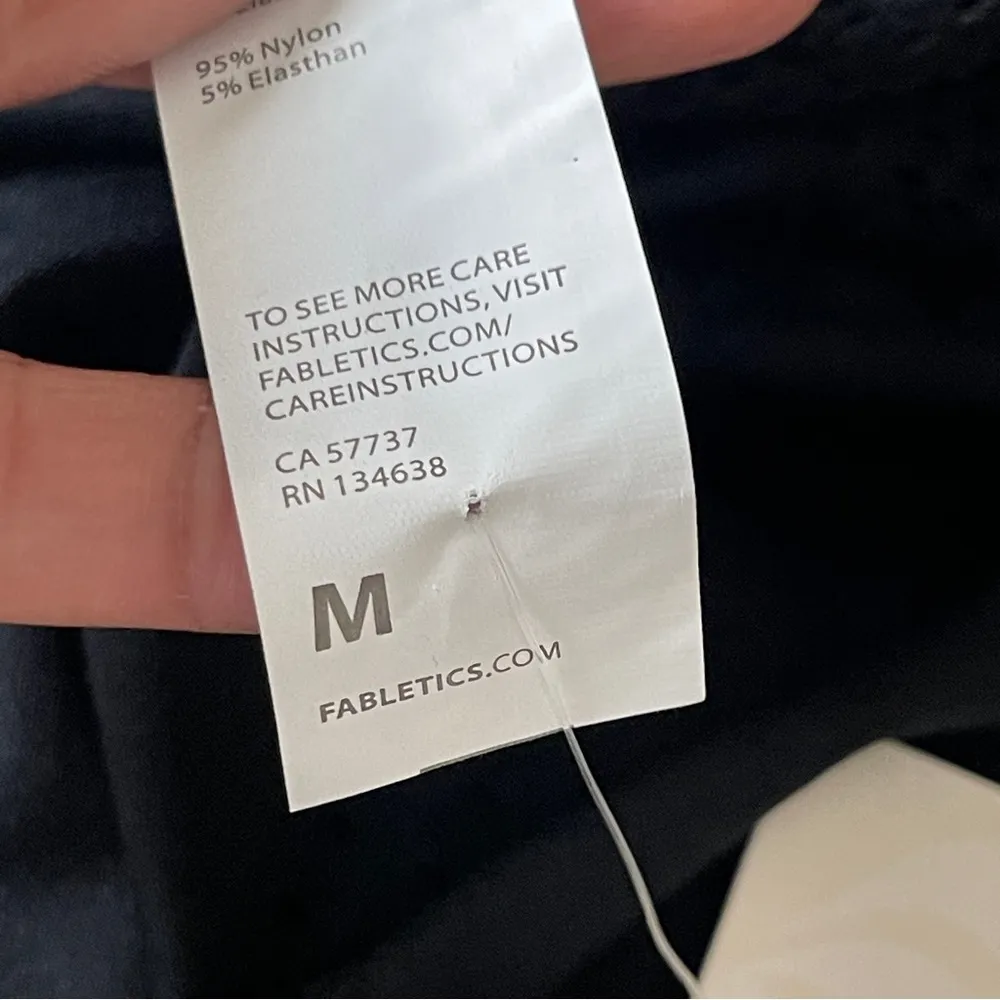 95% Nylon
5% Elasthan
TO SEE MORE CARE
INSTRUCTIONS, VISIT
FABLETICS.COM/
CAREINSTRUCTIONS
CA 57737
RN 134638
M
FABLETICS.COM